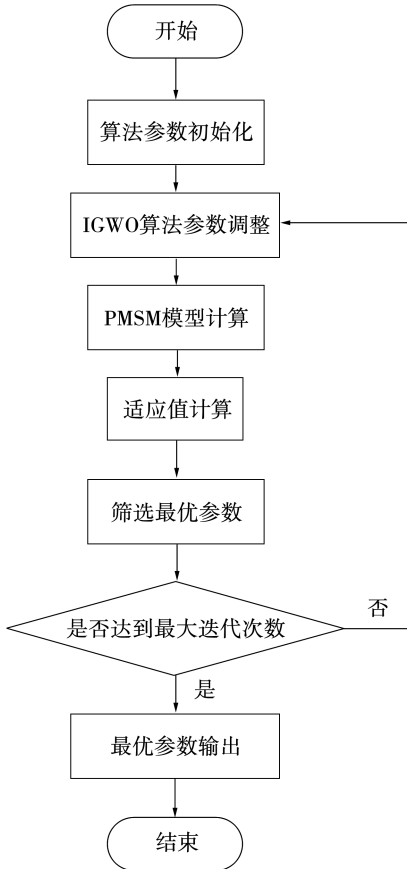 开始
算法参数初始化
IGWO算法参数调整
PMSM模型计算
适应值计算
筛选最优参数
是否达到最大迭代次数
否
是
最优参数输出
结束